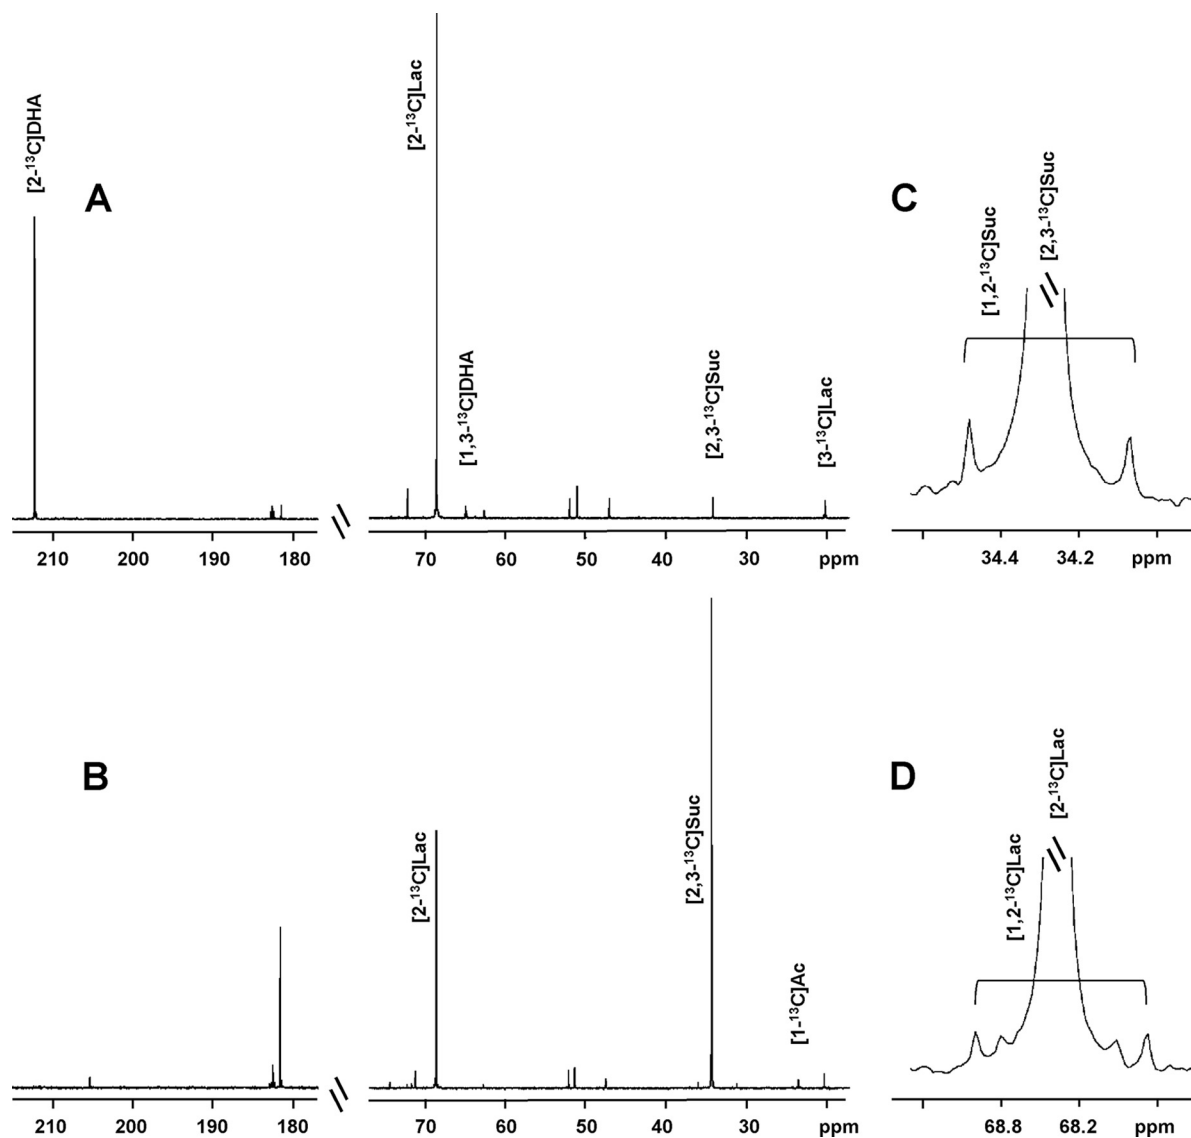 A
[2-¹³C]DHA
[2-¹³C]Lac
[1,3-¹³C]DHA
[2,3-¹³C]Suc
[3-¹³C]Lac
210 200 190 180 70 60 50 40 30 ppm
C
[1,2-¹³C]Suc
[2,3-¹³C]Suc
34.4 34.2 ppm
B
[2-¹³C]Lac
[2,3-¹³C]Suc
[1-¹³C]Ac
210 200 190 180 70 60 50 40 30 ppm
D
[1,2-¹³C]Lac
[2-¹³C]Lac
68.8 68.2 ppm